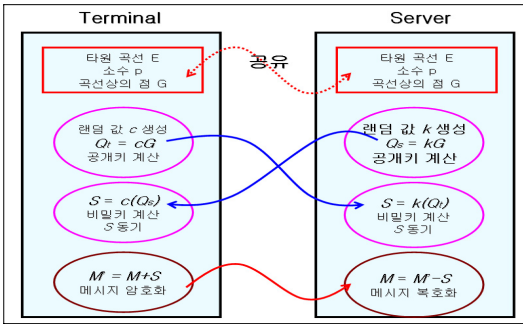 Terminal
Server
타원 곡선 E
소수 p
곡선상의 점 G
공유
타원 곡선 E
소수 p
곡선상의 점 G
랜덤 값 c 생성
Qt = cG
공개키 계산
랜덤 값 k 생성
Qs = kG
공개키 계산
S = c(Qs)
비밀키 계산
S 동기
S = k(Qt)
비밀키 계산
S 동기
M' = M+S
메시지 암호화
M = M'-S
메시지 복호화